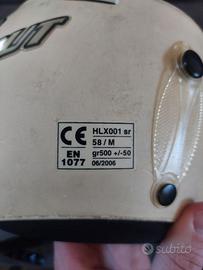 CE
EN
1077
HLX001 sr
58 / M
gr500 +/-50
06/2006
subito